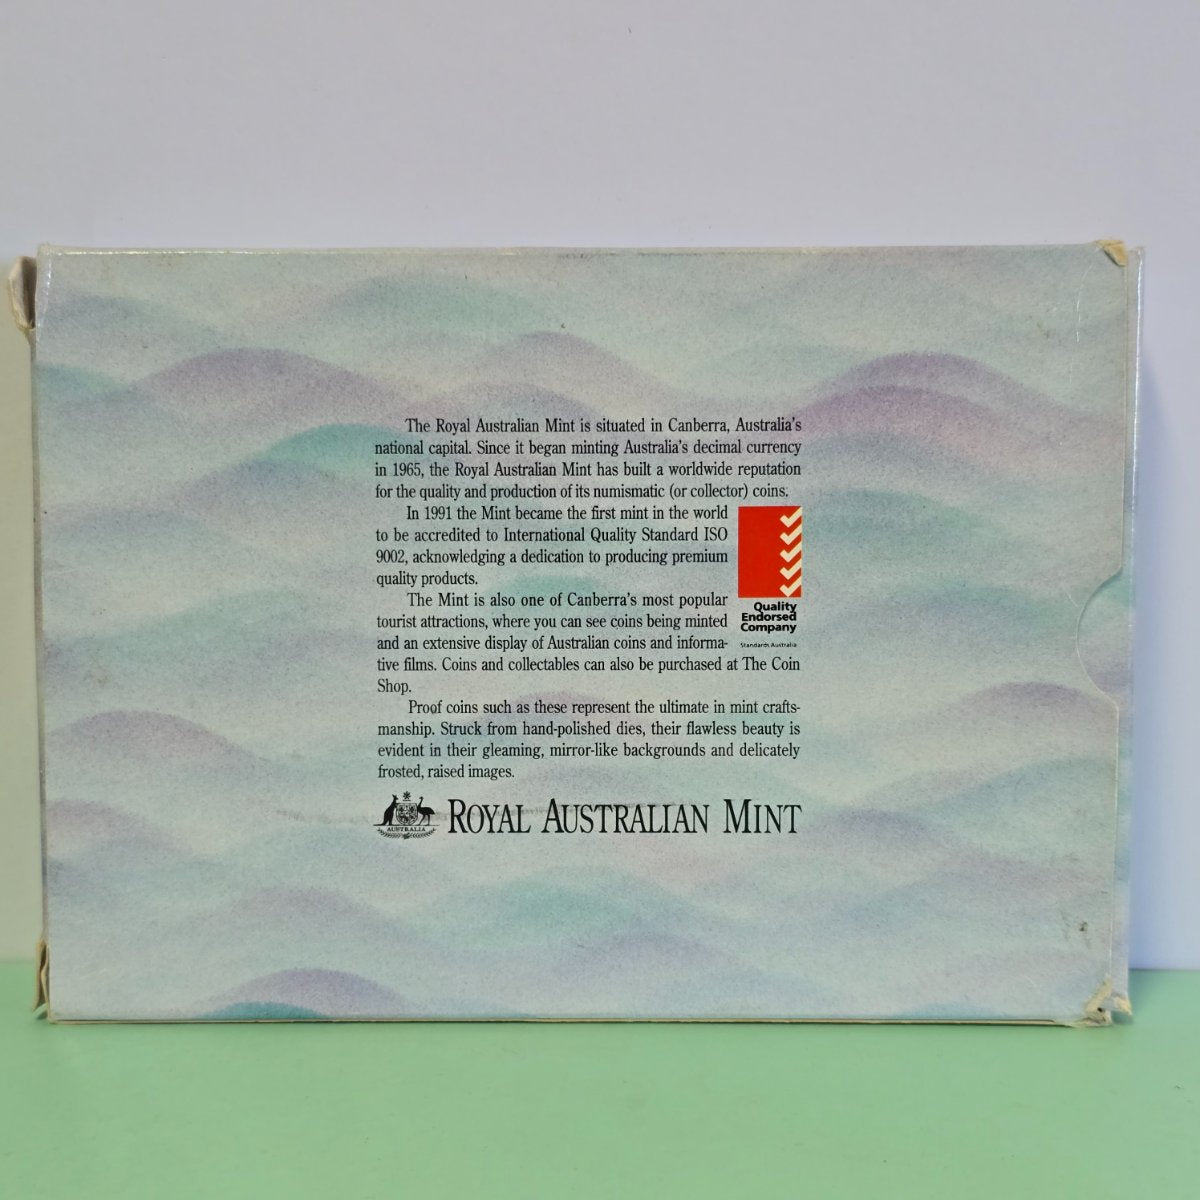 The Royal Australian Mint is situated in Canberra, Australia's
national capital. Since it began minting Australia's decimal currency
in 1965, the Royal Australian Mint has built a worldwide reputation
for the quality and production of its numismatic (or collector) coins.
In 1991 the Mint became the first mint in the world
to be accredited to International Quality Standard ISO
9002, acknowledging a dedication to producing premium
quality products.
The Mint is also one of Canberra's most popular
tourist attractions, where you can see coins being minted
and an extensive display of Australian coins and informa-
tive films. Coins and collectables can also be purchased at The Coin
Shop.
Quality
Endorsed
Company
Standards Australia
Proof coins such as these represent the ultimate in mint crafts-
manship. Struck from hand-polished dies, their flawless beauty is
evident in their gleaming, mirror-like backgrounds and delicately
frosted, raised images.
AUSTRALIA
ROYAL AUSTRALIAN MINT